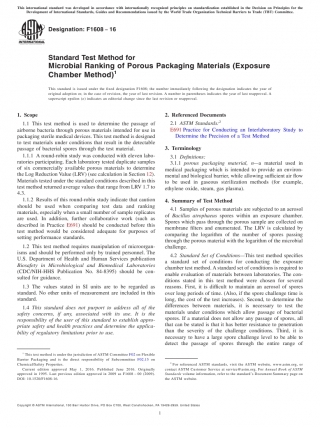 This international standard was developed in accordance with internationally recognized principles on standardization established in the Decision on Principles for the
Development of International Standards, Guides and Recommendations issued by the World Trade Organization Technical Barriers to Trade (TBT) Committee.
Designation: F1608 − 16
INTERNATIONAL
Standard Test Method for
Microbial Ranking of Porous Packaging Materials (Exposure
Chamber Method)1
This standard is issued under the fixed designation F1608; the number immediately following the designation indicates the year of
original adoption or, in the case of revision, the year of last revision. A number in parentheses indicates the year of last reapproval. A
superscript epsilon (ε) indicates an editorial change since the last revision or reapproval.
1. Scope
1.1 This test method is used to determine the passage of
airborne bacteria through porous materials intended for use in
packaging sterile medical devices. This test method is designed
to test materials under conditions that result in the detectable
passage of bacterial spores through the test material.
1.1.1 A round-robin study was conducted with eleven labo-
ratories participating. Each laboratory tested duplicate samples
of six commercially available porous materials to determine
the Log Reduction Value (LRV) (see calculation in Section 12).
Materials tested under the standard conditions described in this
test method returned average values that range from LRV 1.7 to
4.3.
1.1.2 Results of this round-robin study indicate that caution
should be used when comparing test data and ranking
materials, especially when a small number of sample replicates
are used. In addition, further collaborative work (such as
described in Practice E691) should be conducted before this
test method would be considered adequate for purposes of
setting performance standards.
1.2 This test method requires manipulation of microorgan-
isms and should be performed only by trained personnel. The
U.S. Department of Health and Human Services publication
Biosafety in Microbiological and Biomedical Laboratories
(CDC/NIH-HHS Publication No. 84-8395) should be con-
sulted for guidance.
1.3 The values stated in SI units are to be regarded as
standard. No other units of measurement are included in this
standard.
1.4 This standard does not purport to address all of the
safety concerns, if any, associated with its use. It is the
responsibility of the user of this standard to establish appro-
priate safety and health practices and determine the applica-
bility of regulatory limitations prior to use.
1 This test method is under the jurisdiction of ASTM Committee F02 on Flexible
Barrier Packaging and is the direct responsibility of Subcommittee F02.15 on
Chemical/Safety Properties.
Current edition approved May 1, 2016. Published June 2016. Originally
approved in 1995. Last previous edition approved in 2009 as F1608 – 00 (2009).
DOI: 10.1520/F1608-16.
2. Referenced Documents
2.1 ASTM Standards:2
E691 Practice for Conducting an Interlaboratory Study to
Determine the Precision of a Test Method
3. Terminology
3.1 Definitions:
3.1.1 porous packaging material, n—a material used in
medical packaging which is intended to provide an environ-
mental and biological barrier, while allowing sufficient air flow
to be used in gaseous sterilization methods (for example,
ethylene oxide, steam, gas plasma).
4. Summary of Test Method
4.1 Samples of porous materials are subjected to an aerosol
of Bacillus atrophaeus spores within an exposure chamber.
Spores which pass through the porous sample are collected on
membrane filters and enumerated. The LRV is calculated by
comparing the logarithm of the number of spores passing
through the porous material with the logarithm of the microbial
challenge.
4.2 Standard Set of Conditions—This test method specifies
a standard set of conditions for conducting the exposure
chamber test method. A standard set of conditions is required to
enable evaluation of materials between laboratories. The con-
ditions stated in this test method were chosen for several
reasons. First, it is difficult to maintain an aerosol of spores
over long periods of time. (Also, if the spore challenge time is
long, the cost of the test increases). Second, to determine the
differences between materials, it is necessary to test the
materials under conditions which allow passage of bacterial
spores. If a material does not allow any passage of spores, all
that can be stated is that it has better resistance to penetration
than the severity of the challenge conditions. Third, it is
necessary to have a large spore challenge level to be able to
detect the passage of spores through the entire range of
2 For referenced ASTM standards, visit the ASTM website, www.astm.org, or
contact ASTM Customer Service at service@astm.org. For Annual Book of ASTM
Standards volume information, refer to the standard's Document Summary page on
the ASTM website.
Copyright © ASTM International, 100 Barr Harbor Drive, PO Box C700, West Conshohocken, PA 19428-2959. United States
1